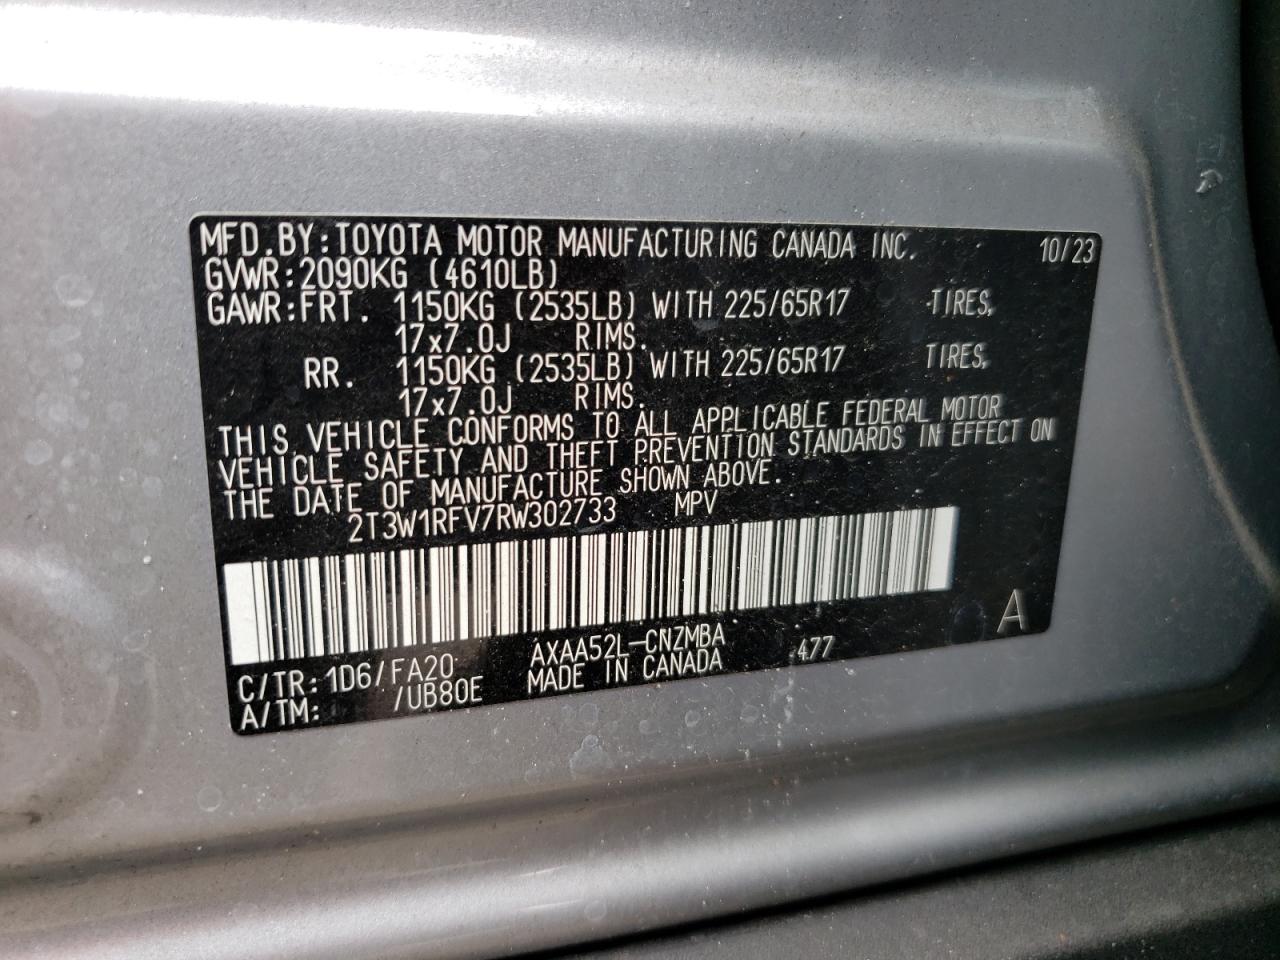 MFD.BY:TOYOTA MOTOR MANUFACTURING CANADA INC. 10/23
GVWR:2090KG (4610LB)
GAWR:FRT. 1150KG (2535LB) WITH 225/65R17 TIRES,
17x7.0J RIMS.
RR. 1150KG (2535LB) WITH 225/65R17 TIRES,
17x7.0J RIMS.
THIS VEHICLE CONFORMS TO ALL APPLICABLE FEDERAL MOTOR
VEHICLE SAFETY AND THEFT PREVENTION STANDARDS IN EFFECT ON
THE DATE OF MANUFACTURE SHOWN ABOVE.
2T3W1RFV7RW302733 MPV
A
C/TR: 1D6/FA20 AXAA52L-CNZMBA 477
A/TM: /UB80E MADE IN CANADA